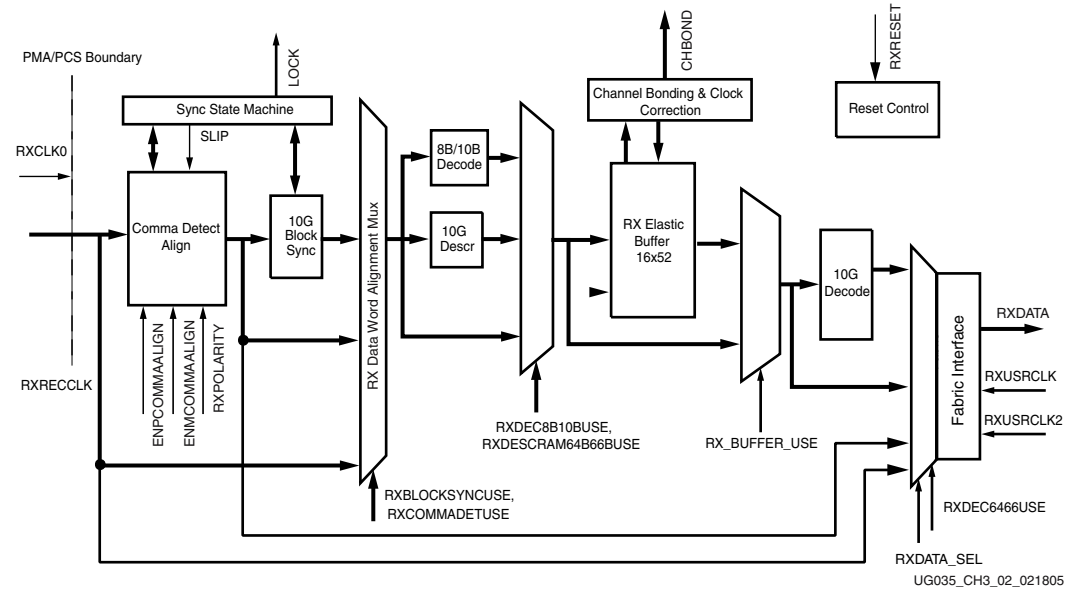 PMA/PCS Boundary
LOCK
CHBOND
RXRESET
Sync State Machine
SLIP
Channel Bonding & Clock
Correction
Reset Control
RXCLK0
Comma Detect
Align
10G
Block
Sync
RX Data Word Alignment Mux
8B/10B
Decode
10G
Descr
RX Elastic
Buffer
16x52
10G
Decode
Fabric Interface
RXDATA
RXUSRCLK
RXUSRCLK2
RXRECCLK
ENPCOMMAALIGN
ENMCOMMAALIGN
RXPOLARITY
RXDEC8B10BUSE,
RXDESCRAM64B66BUSE
RX_BUFFER_USE
RXBLOCKSYNCUSE,
RXCOMMADETUSE
RXDEC6466USE
RXDATA_SEL
UG035_CH3_02_021805